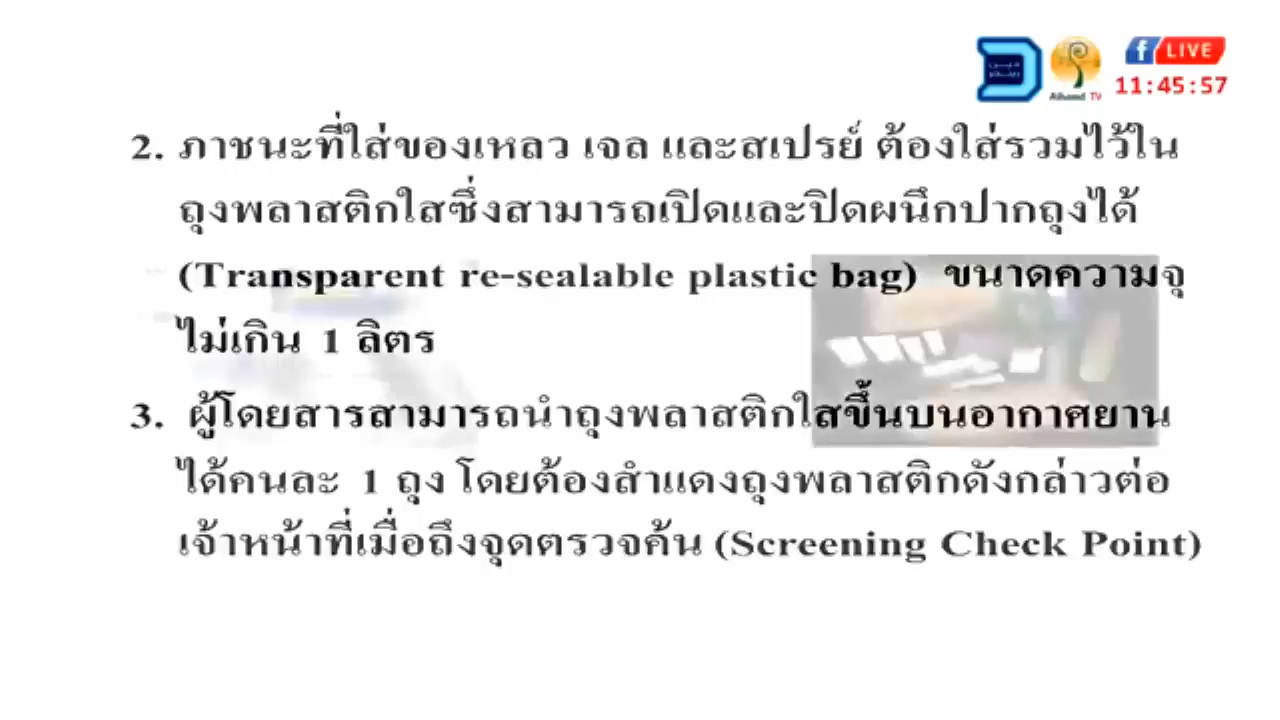 LIVE
Alhamd TV
11:45:57
2. ภาชนะที่ใส่ของเหลว เจล และสเปรย์ ต้องใส่รวมไว้ใน
ถุงพลาสติกใสซึ่งสามารถเปิดและปิดผนึกปากถุงได้
(Transparent re-sealable plastic bag) ขนาดความจุ
ไม่เกิน 1 ลิตร
3. ผู้โดยสารสามารถนำถุงพลาสติกใสขึ้นบนอากาศยาน
ได้คนละ 1 ถุง โดยต้องสำแดงถุงพลาสติกดังกล่าวต่อ
เจ้าหน้าที่เมื่อถึงจุดตรวจค้น (Screening Check Point)